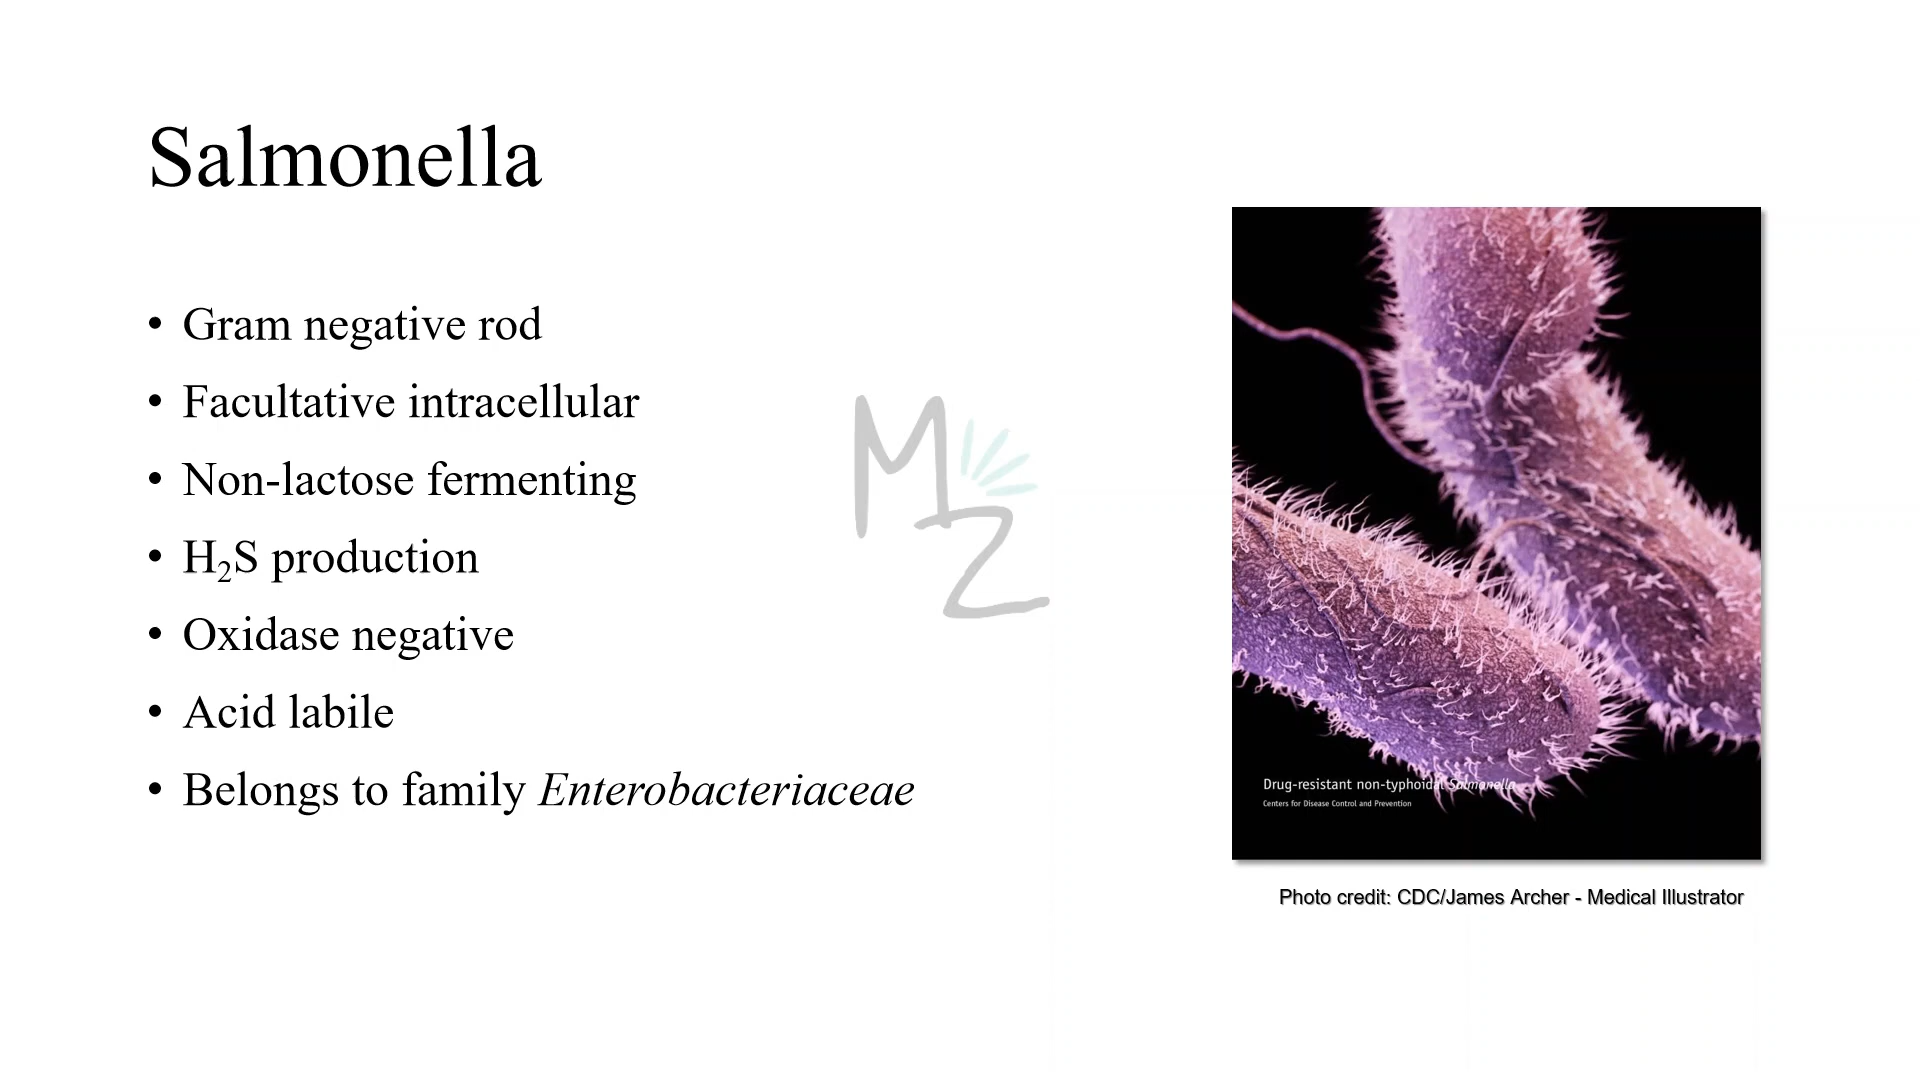 Salmonella
• Gram negative rod
• Facultative intracellular
• Non-lactose fermenting
• H₂S production
• Oxidase negative
• Acid labile
• Belongs to family Enterobacteriaceae
MZ
Drug-resistant non-typhoidal Salmonella
Centers for Disease Control and Prevention
Photo credit: CDC/James Archer - Medical Illustrator